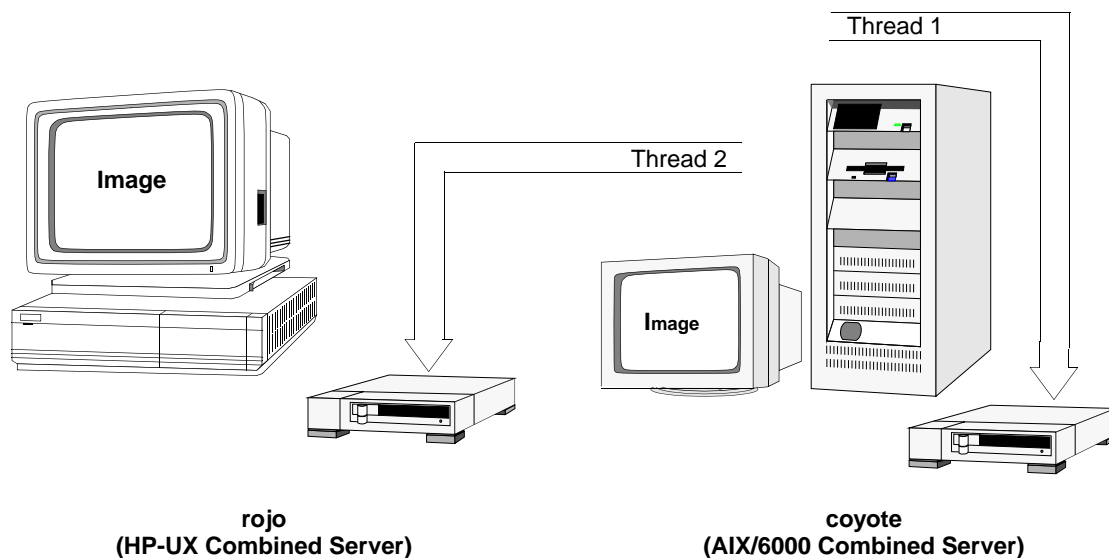 Thread 1
Thread 2
Image
Image
rojo
(HP-UX Combined Server)
coyote
(AIX/6000 Combined Server)